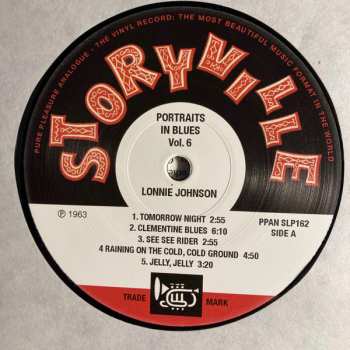 PURE PLEASURE ANALOGUE - THE VINYL RECORD: THE MOST BEAUTIFUL MUSIC FORMAT IN THE WORLD
STORYVILLE
PORTRAITS
IN BLUES
Vol. 6
LONNIE JOHNSON
℗ 1963
PPAN SLP162
SIDE A
1. TOMORROW NIGHT 2:55
2. CLEMENTINE BLUES 6:10
3. SEE SEE RIDER 2:55
4 RAINING ON THE COLD, COLD GROUND 4:50
5. JELLY, JELLY 3:20
TRADE MARK